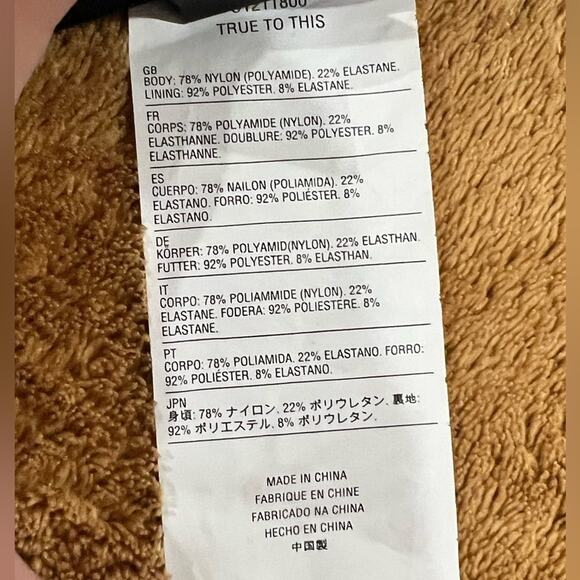 TRUE TO THIS
GB
BODY: 78% NYLON (POLYAMIDE). 22% ELASTANE.
LINING: 92% POLYESTER. 8% ELASTANE.
FR
CORPS: 78% POLYAMIDE (NYLON). 22%
ELASTHANNE. DOUBLURE: 92% POLYESTER. 8%
ELASTHANNE.
ES
CUERPO: 78% NAILON (POLIAMIDA). 22%
ELASTANO. FORRO: 92% POLIÉSTER. 8%
ELASTANO.
DE
KÖRPER: 78% POLYAMID(NYLON). 22% ELASTHAN.
FUTTER: 92% POLYESTER. 8% ELASTHAN.
IT
CORPO: 78% POLIAMMIDE (NYLON). 22%
ELASTANE. FODERA: 92% POLIESTERE. 8%
ELASTANE.
PT
CORPO: 78% POLIAMIDA. 22% ELASTANO. FORRO:
92% POLIÉSTER. 8% ELASTANO.
JPN
身頃: 78% ナイロン. 22% ポリウレタン. 裏地:
92% ポリエステル. 8% ポリウレタン.
MADE IN CHINA
FABRIQUE EN CHINE
FABRICADO NA CHINA
HECHO EN CHINA
中国製